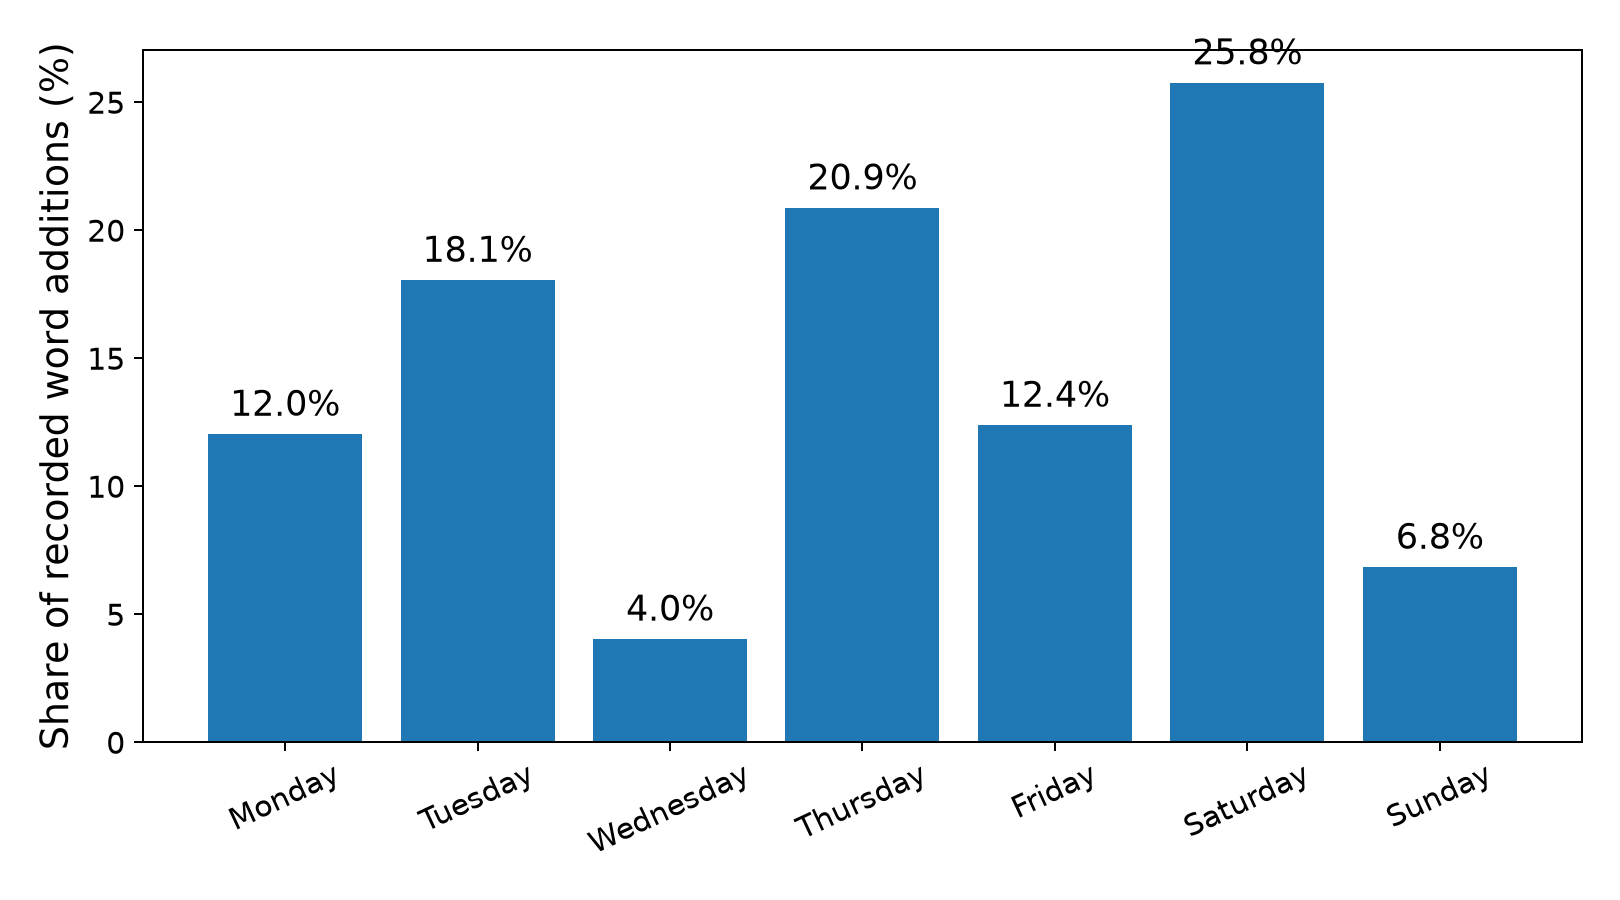 Share of recorded word additions (%)
25
20
15
10
5
0
12.0%
18.1%
4.0%
20.9%
12.4%
25.8%
6.8%
Monday
Tuesday
Wednesday
Thursday
Friday
Saturday
Sunday